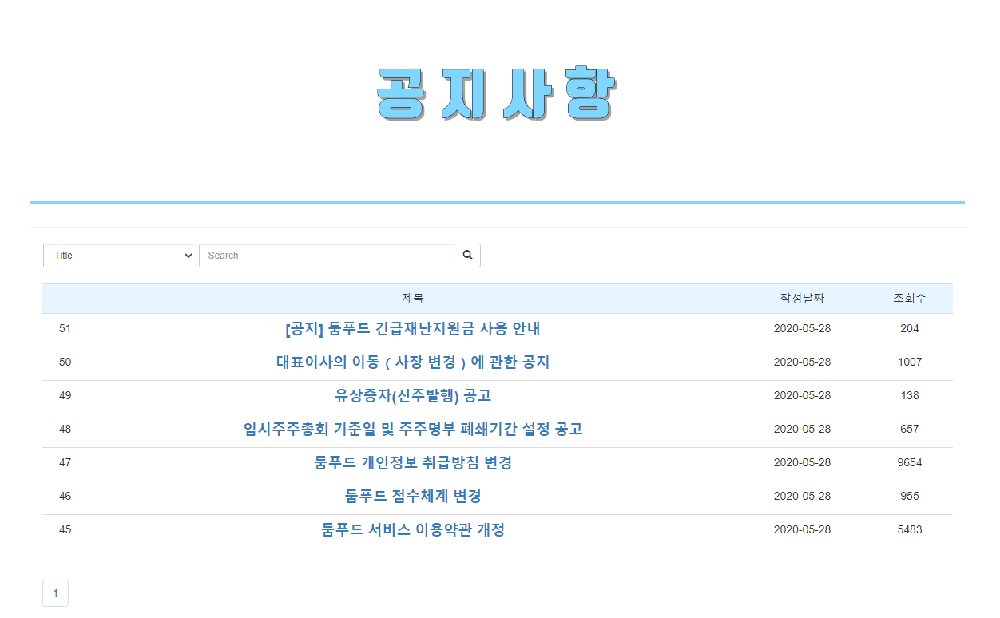 공지사항
Title Search
제목 작성날짜 조회수
51 [공지] 둠푸드 긴급재난지원금 사용 안내 2020-05-28 204
50 대표이사의 이동 ( 사장 변경 ) 에 관한 공지 2020-05-28 1007
49 유상증자(신주발행) 공고 2020-05-28 138
48 임시주주총회 기준일 및 주주명부 폐쇄기간 설정 공고 2020-05-28 657
47 둠푸드 개인정보 취급방침 변경 2020-05-28 9654
46 둠푸드 점수체계 변경 2020-05-28 955
45 둠푸드 서비스 이용약관 개정 2020-05-28 5483
1